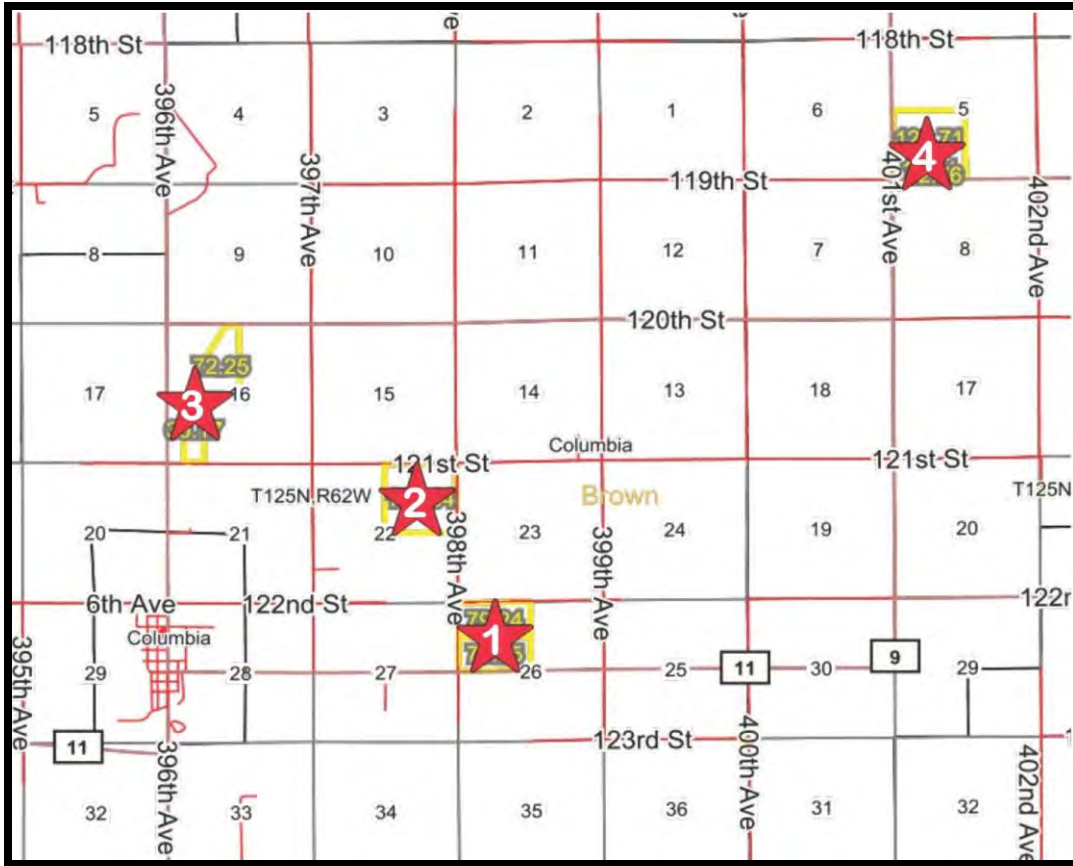 118th St
118th St
5
396th Ave
4
3
2
1
6
5
4
397th Ave
119th St
401st Ave
402nd Ave
8
9
10
11
12
7
8
120th St
72.25
17
3
16
15
14
13
18
17
Columbia
121st St
121st St
T125N,R62W
2
Brown
T125N
20
21
22
398th Ave
23
399th Ave
24
19
20
6th Ave
122nd St
Columbia
1
395th Ave
29
28
27
26
25
11
30
9
29
11
396th Ave
123rd St
400th Ave
402nd Ave
32
33
34
35
36
31
32